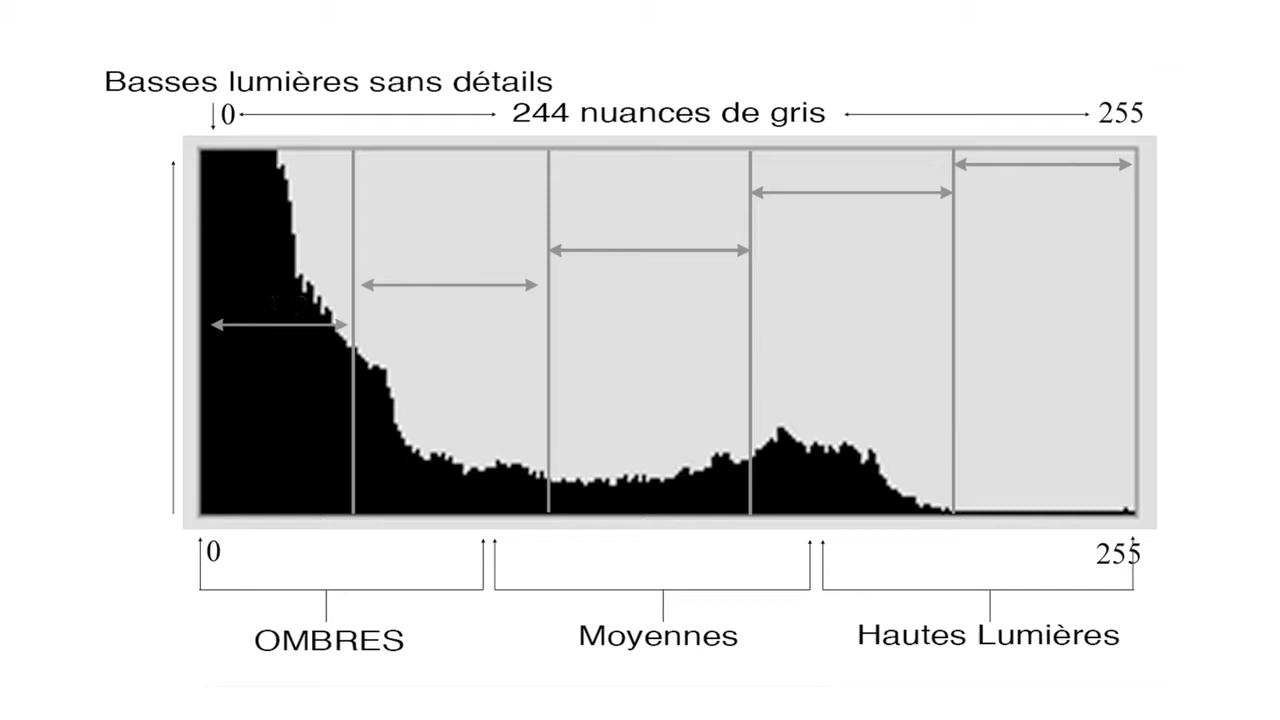 Basses lumières sans détails
0 244 nuances de gris 255
0 255
OMBRES Moyennes Hautes Lumières